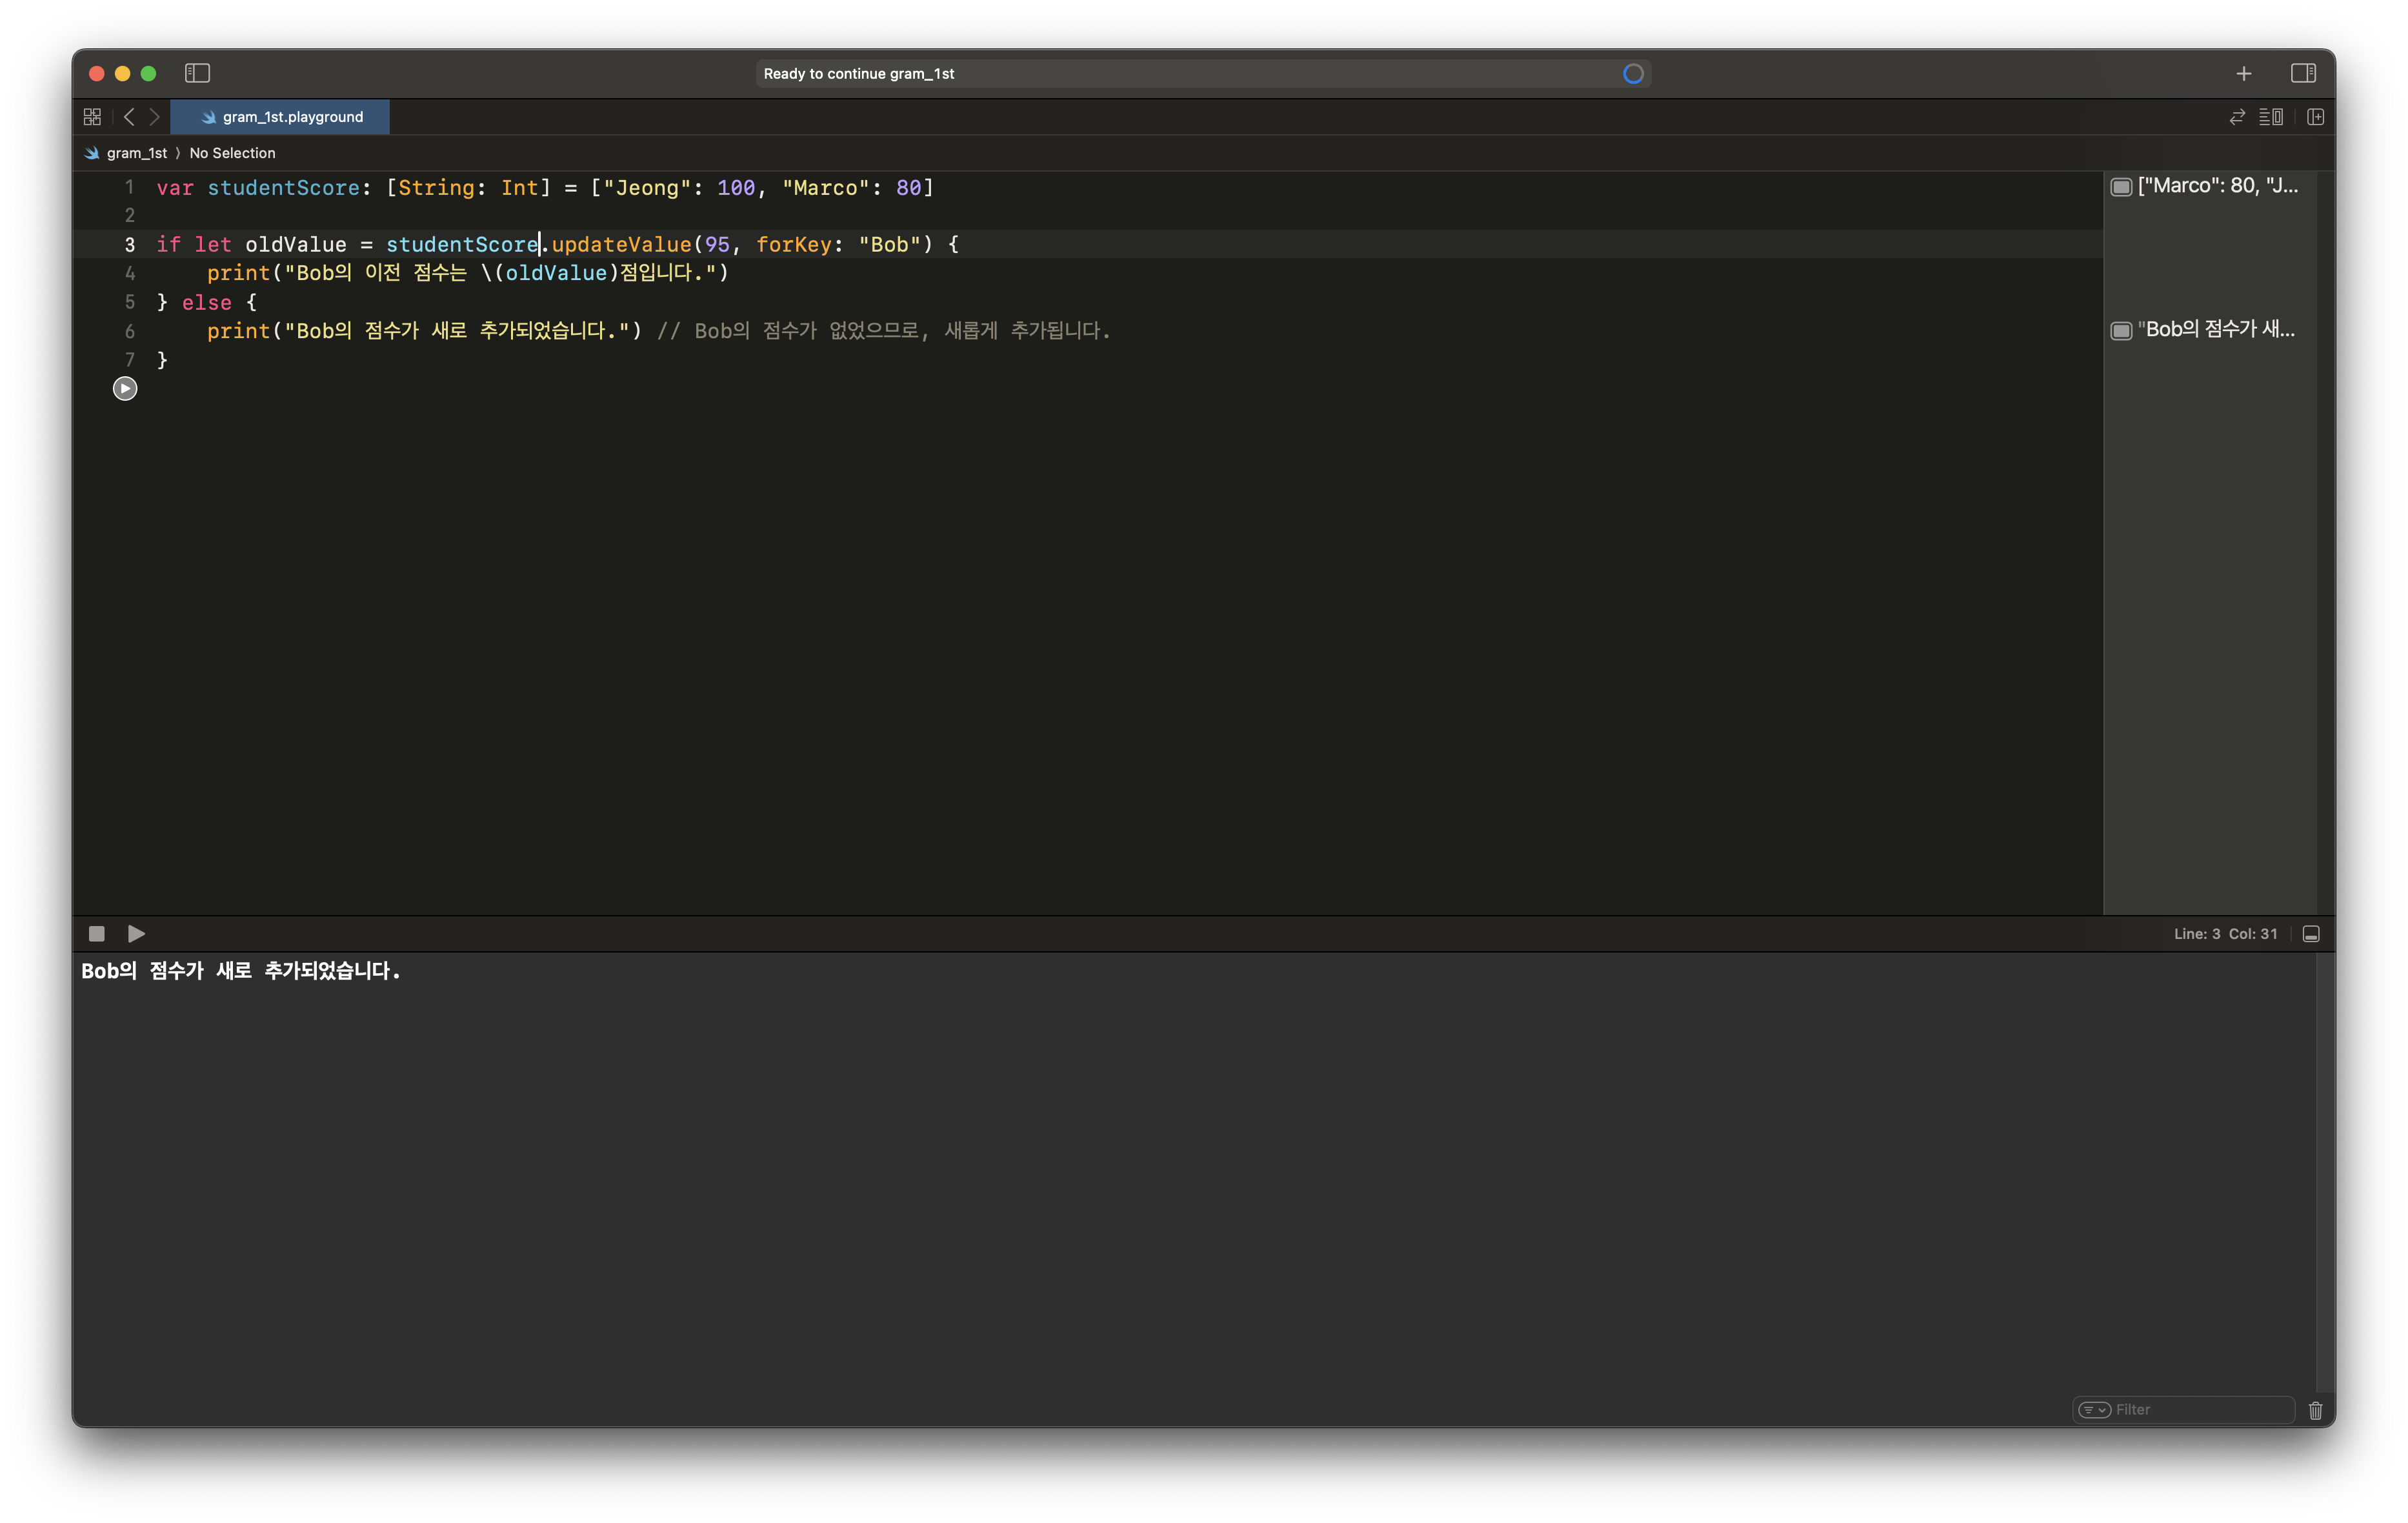 Ready to continue gram_1st
gram_1st.playground
gram_1st 〉 No Selection
1 var studentScore: [String: Int] = ["Jeong": 100, "Marco": 80]
["Marco": 80, "J...
2
3 if let oldValue = studentScore.updateValue(95, forKey: "Bob") {
4 print("Bob의 이전 점수는 \(oldValue)점입니다.")
5 } else {
6 print("Bob의 점수가 새로 추가되었습니다.") // Bob의 점수가 없었으므로, 새롭게 추가됩니다.
"Bob의 점수가 새...
7 }
Line: 3 Col: 31
Bob의 점수가 새로 추가되었습니다.
Filter